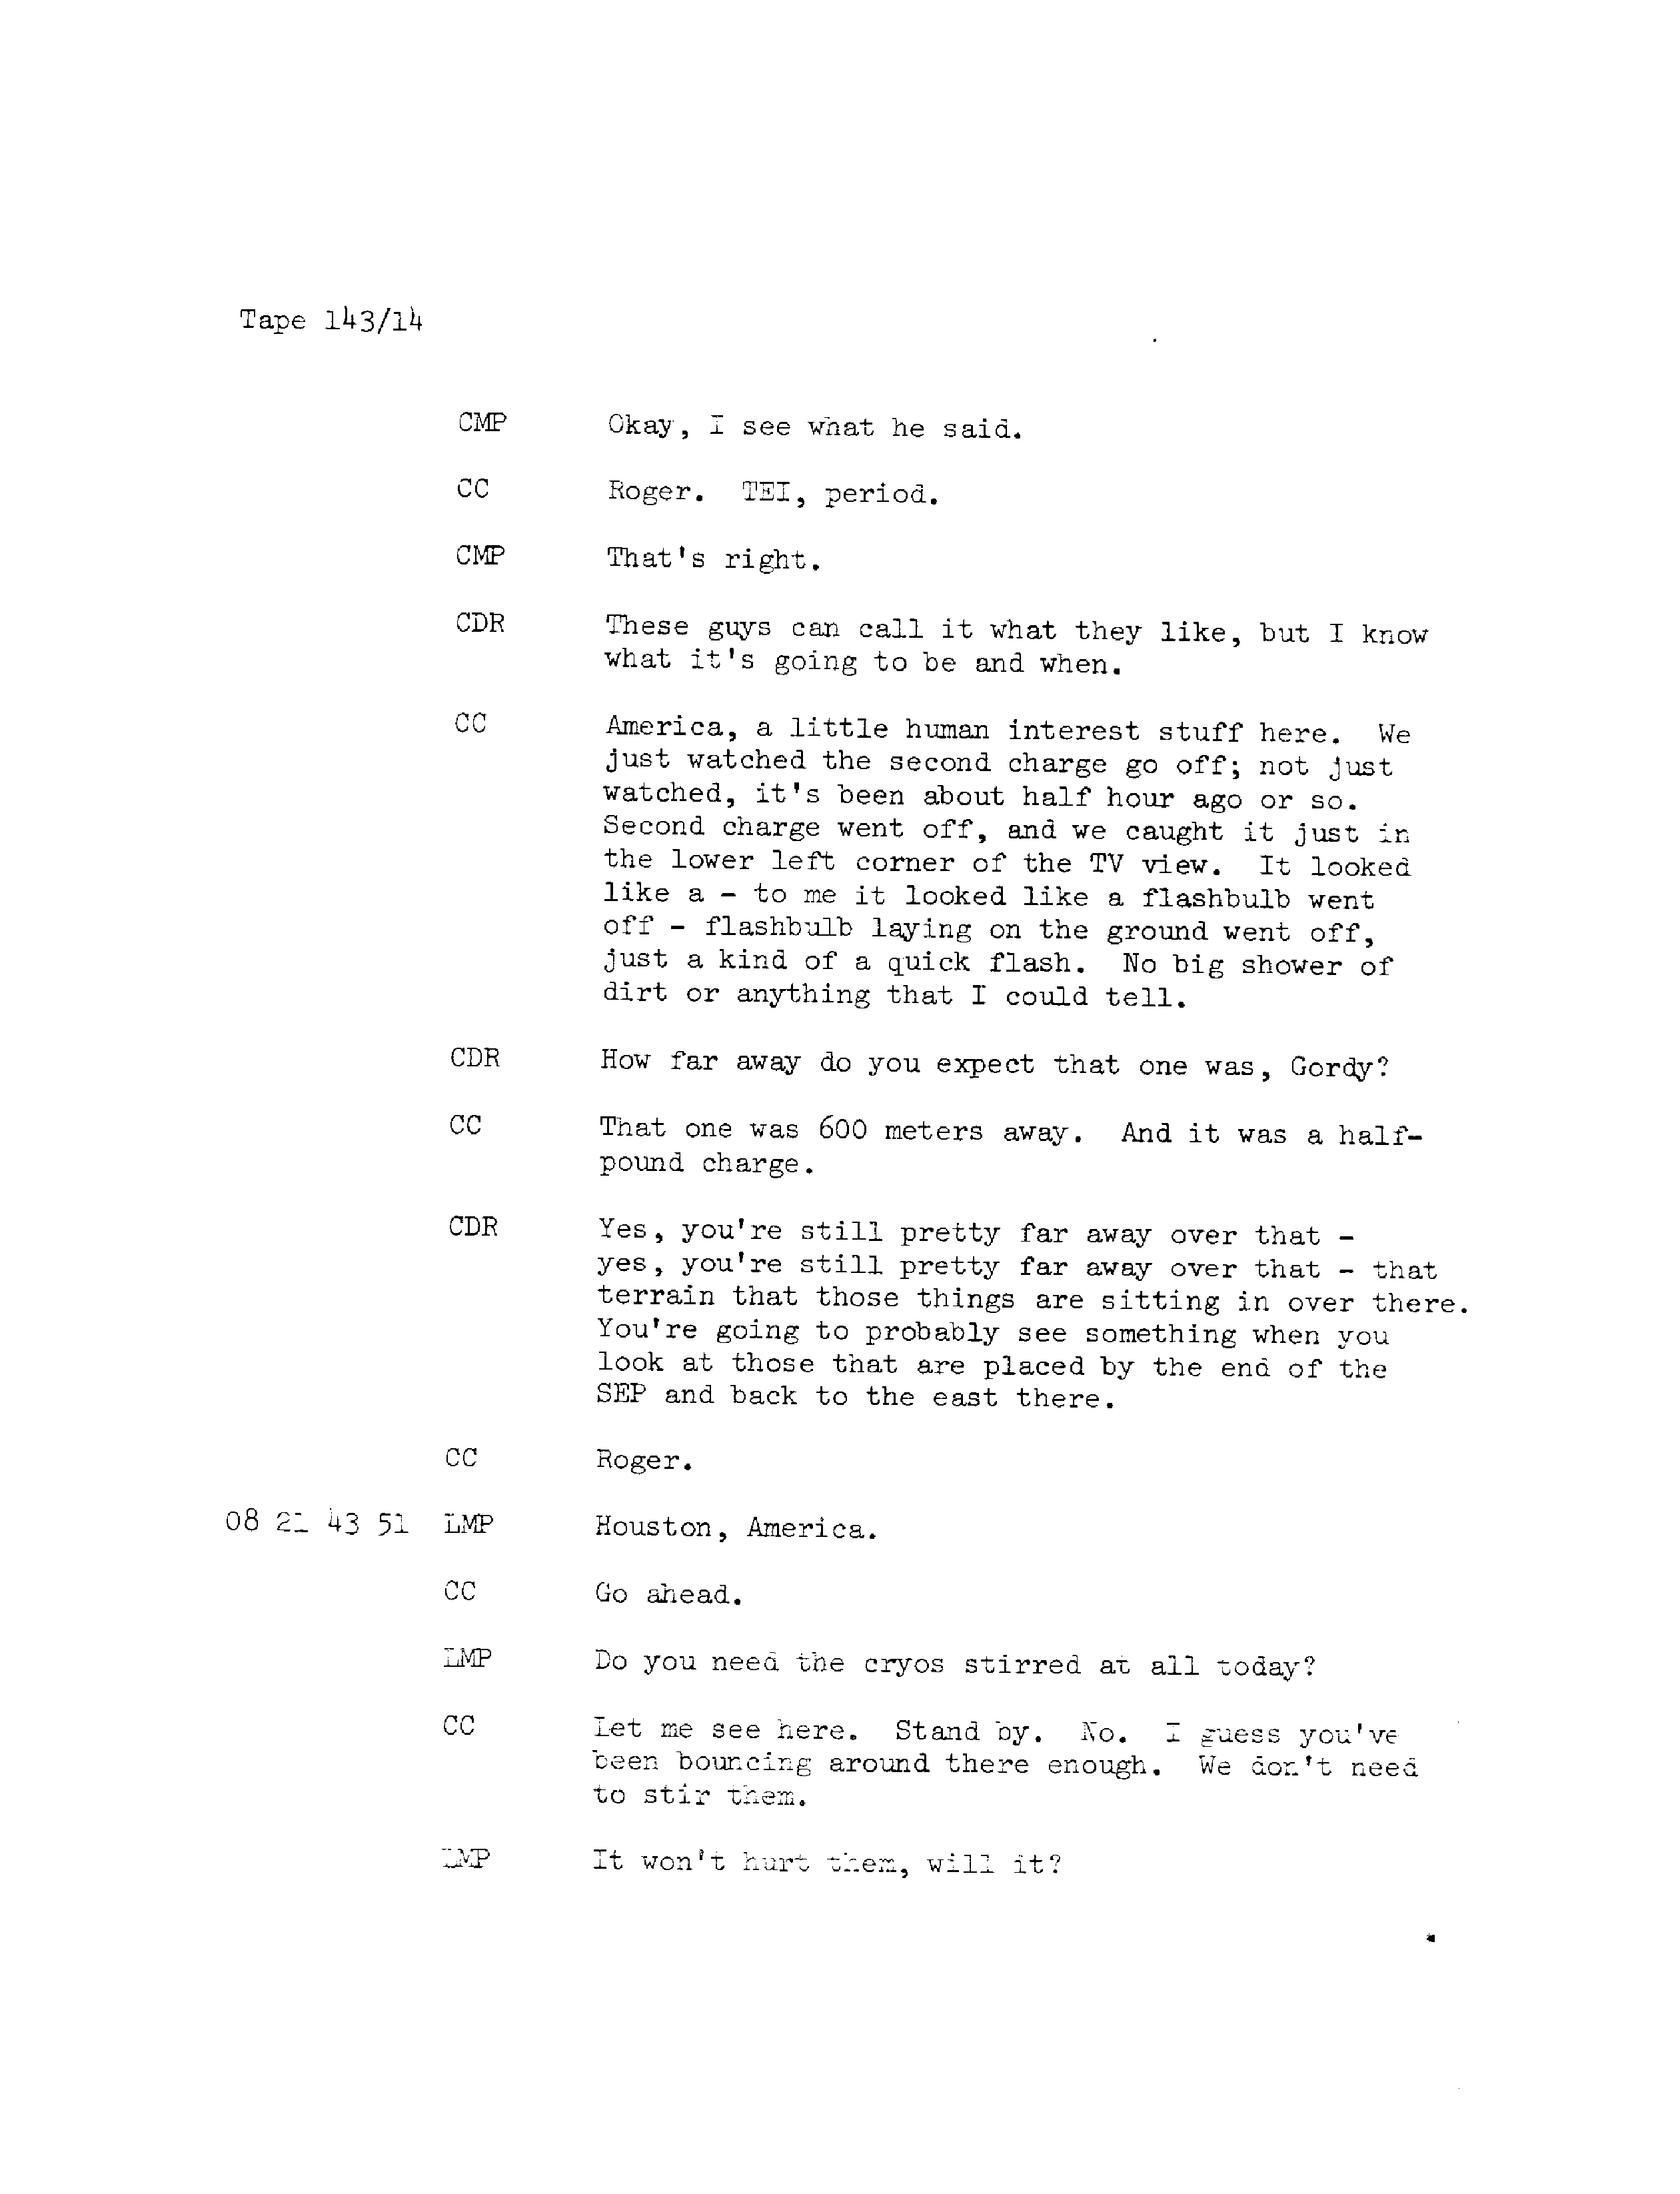 Tape 143/14
CMP Okay, I see what he said.
CC Roger. TEI, period.
CMP That's right.
CDR These guys can call it what they like, but I know
what it's going to be and when.
CC America, a little human interest stuff here. We
just watched the second charge go off; not just
watched, it's been about half hour ago or so.
Second charge went off, and we caught it just in
the lower left corner of the TV view. It looked
like a - to me it looked like a flashbulb went
off - flashbulb laying on the ground went off,
just a kind of a quick flash. No big shower of
dirt or anything that I could tell.
CDR How far away do you expect that one was, Gordy?
CC That one was 600 meters away. And it was a half-
pound charge.
CDR Yes, you're still pretty far away over that -
yes, you're still pretty far away over that - that
terrain that those things are sitting in over there.
You're going to probably see something when you
look at those that are placed by the end of the
SEP and back to the east there.
CC Roger.
08 21 43 51 LMP Houston, America.
CC Go ahead.
LMP Do you need the cryos stirred at all today?
CC Let me see here. Stand by. No. I guess you've
been bouncing around there enough. We don't need
to stir them.
LMP It won't hurt them, will it?